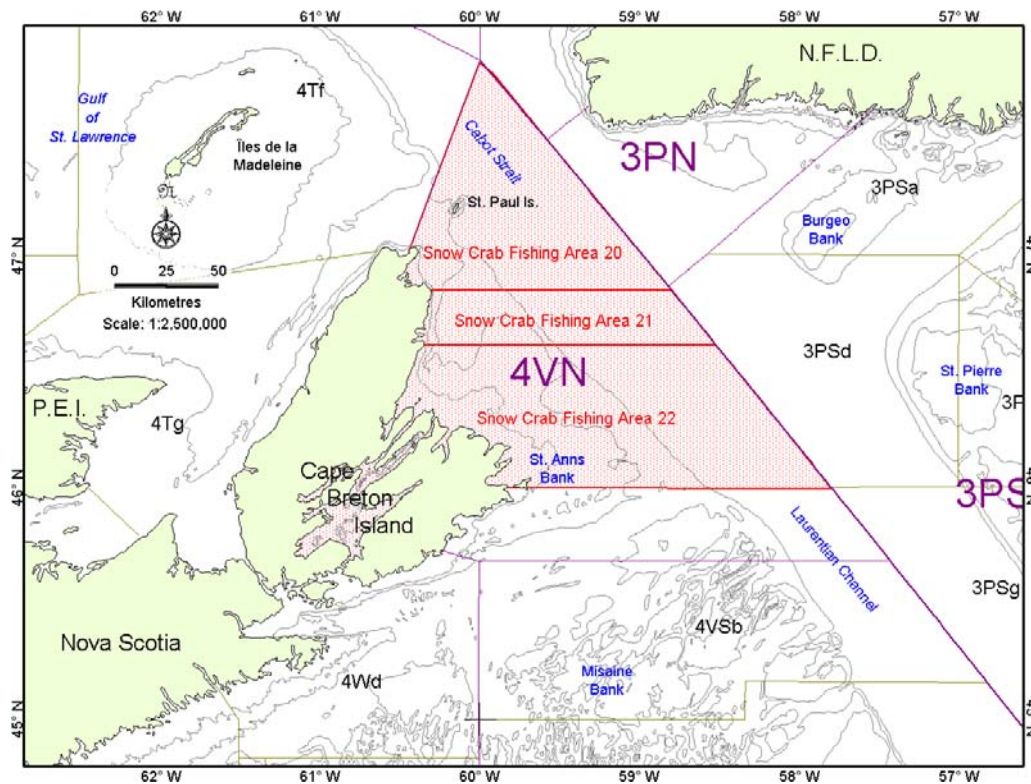 62° W
61° W
60° W
59° W
58° W
57° W
N.F.L.D.
4Tf
Gulf
of
St. Lawrence
Îles de la
Madeleine
Cabot Strait
3PN
3PSa
St. Paul Is.
Burgeo
Bank
47° N
Snow Crab Fishing Area 20
0 25 50
Kilometres
Scale: 1:2,500,000
Snow Crab Fishing Area 21
3PSd
4VN
St. Pierre
Bank
P.E.I.
4Tg
Snow Crab Fishing Area 22
St. Anns
Bank
46° N
Cape
Breton
Island
3PS
Laurentian Channel
3PSg
Nova Scotia
4VSb
4Wd
Misaine
Bank
45° N
62° W
61° W
60° W
59° W
58° W
57° W